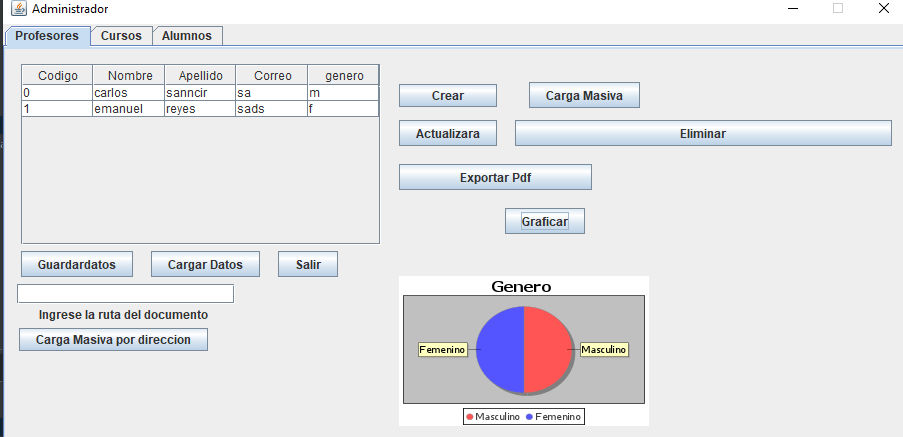 Administrador
Profesores Cursos Alumnos
Codigo Nombre Apellido Correo genero
0 carlos sanncir sa m
1 emanuel reyes sads f
Crear Carga Masiva
Actualizara Eliminar
Exportar Pdf
Graficar
Guardardatos Cargar Datos Salir
Ingrese la ruta del documento
Carga Masiva por direccion
Genero
Femenino Masculino
Masculino Femenino